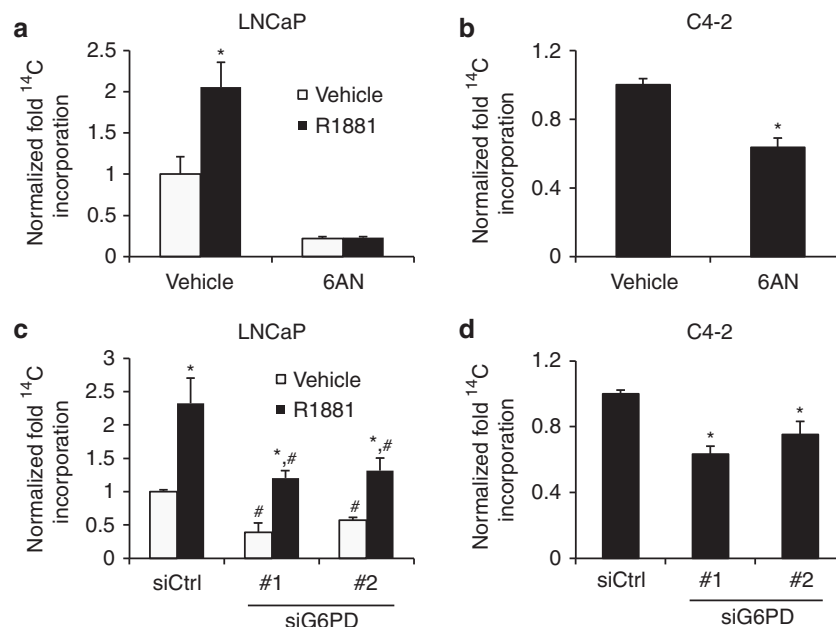 a
LNCaP
Normalized fold ¹⁴C
incorporation
2.5
2
1.5
1
0.5
0
*
Vehicle
R1881
Vehicle
6AN
b
C4-2
Normalized fold ¹⁴C
incorporation
1.2
0.8
0.4
0
*
Vehicle
6AN
c
LNCaP
Normalized fold ¹⁴C
incorporation
3
2.5
2
1.5
1
0.5
0
*
#
*,#
#
*,#
Vehicle
R1881
siCtrl
#1
#2
siG6PD
d
C4-2
Normalized fold ¹⁴C
incorporation
1.2
0.8
0.4
0
*
*
siCtrl
#1
#2
siG6PD